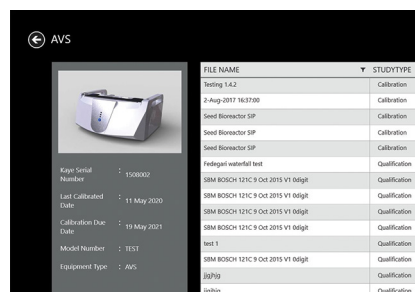 AVS
Kaye Serial Number : 1508002
Last Calibrated Date : 11 May 2020
Calibration Due Date : 19 May 2021
Model Number : TEST
Equipment Type : AVS
FILE NAME STUDYTYPE
Testing 1.4.2 Calibration
2-Aug-2017 16:37:00 Calibration
Seed Bioreactor SIP Calibration
Seed Bioreactor SIP Calibration
Seed Bioreactor SIP Calibration
Fedegari waterfall test Qualification
SBM BOSCH 121C 9 Oct 2015 V1 0digit Qualification
SBM BOSCH 121C 9 Oct 2015 V1 0digit Qualification
SBM BOSCH 121C 9 Oct 2015 V1 0digit Qualification
test 1 Qualification
SBM BOSCH 121C 9 Oct 2015 V1 0digit Qualification
jjgjhjg Qualification
Qualification